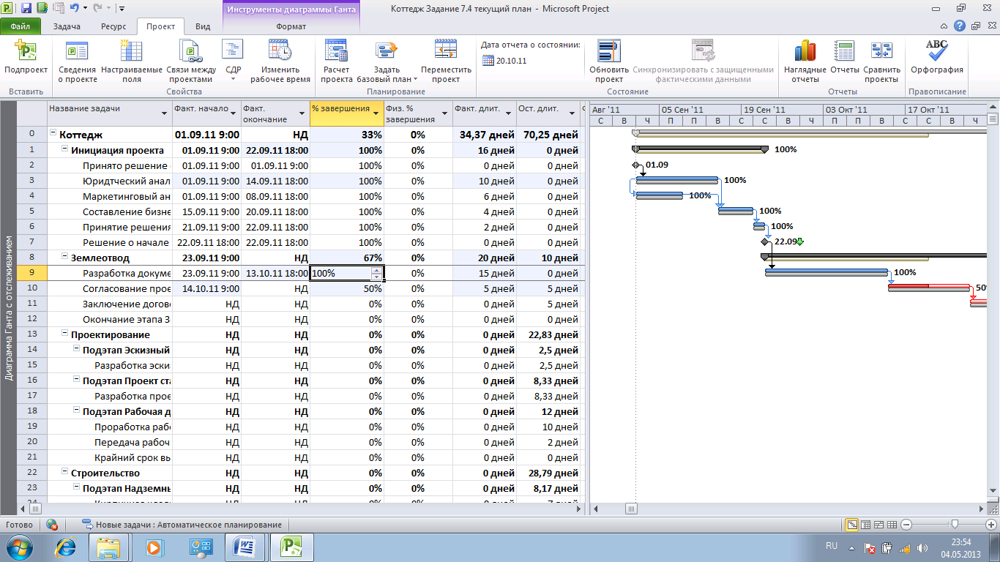 Инструменты диаграммы Ганта
Коттедж Задание 7.4 текущий план - Microsoft Project
Файл Задача Ресурс Проект Вид Формат
Подпроект
Сведения о проекте
Настраиваемые поля
Связи между проектами
СДР
Изменить рабочее время
Расчет проекта
Задать базовый план
Переместить проект
Дата отчета о состоянии:
20.10.11
Обновить проект
Синхронизировать с защищенными фактическими данными
Наглядные отчеты
Отчеты
Сравнить проекты
ABC
Орфография
Вставить Свойства Планирование Состояние Отчеты Правописание
Название задачи Факт. начало Факт. окончание % завершения Физ. % завершения Факт. длит. Ост. длит.
0 Коттедж 01.09.11 9:00 НД 33% 0% 34,37 дней 70,25 дней
1 Инициация проекта 01.09.11 9:00 22.09.11 18:00 100% 0% 16 дней 0 дней
2 Принято решение 01.09.11 9:00 01.09.11 9:00 100% 0% 0 дней 0 дней
3 Юридтческий анал 01.09.11 9:00 14.09.11 18:00 100% 0% 10 дней 0 дней
4 Маркетинговый ан 01.09.11 9:00 08.09.11 18:00 100% 0% 6 дней 0 дней
5 Составление бизне 15.09.11 9:00 20.09.11 18:00 100% 0% 4 дней 0 дней
6 Принятие решения 21.09.11 9:00 22.09.11 18:00 100% 0% 2 дней 0 дней
7 Решение о начале 22.09.11 18:00 22.09.11 18:00 100% 0% 0 дней 0 дней
8 Землеотвод 23.09.11 9:00 НД 67% 0% 20 дней 10 дней
9 Разработка докуме 23.09.11 9:00 13.10.11 18:00 100% 0% 15 дней 0 дней
10 Согласование прое 14.10.11 9:00 НД 50% 0% 5 дней 5 дней
11 Заключение догово НД НД 0% 0% 0 дней 5 дней
12 Окончание этапа З НД НД 0% 0% 0 дней 0 дней
13 Проектирование НД НД 0% 0% 0 дней 22,83 дней
14 Подэтап Эскизный НД НД 0% 0% 0 дней 2,5 дней
15 Разработка эски НД НД 0% 0% 0 дней 2,5 дней
16 Подэтап Проект ста НД НД 0% 0% 0 дней 8,33 дней
17 Разработка прое НД НД 0% 0% 0 дней 8,33 дней
18 Подэтап Рабочая д НД НД 0% 0% 0 дней 12 дней
19 Проработка рабо НД НД 0% 0% 0 дней 10 дней
20 Передача рабоч НД НД 0% 0% 0 дней 2 дней
21 Крайний срок вы НД НД 0% 0% 0 дней 0 дней
22 Строительство НД НД 0% 0% 0 дней 28,79 дней
23 Подэтап Надземны НД НД 0% 0% 0 дней 8,17 дней
Диаграмма Ганта с отслеживанием
Авг '11 05 Сен '11 19 Сен '11 03 Окт '11 17 Окт '11
С В Ч П П В С Ч С В Ч П П В С Ч
100%
01.09
100%
100%
100%
100%
22.09
100%
50%
Готово
Новые задачи : Автоматическое планирование
RU
23:54
04.05.2013